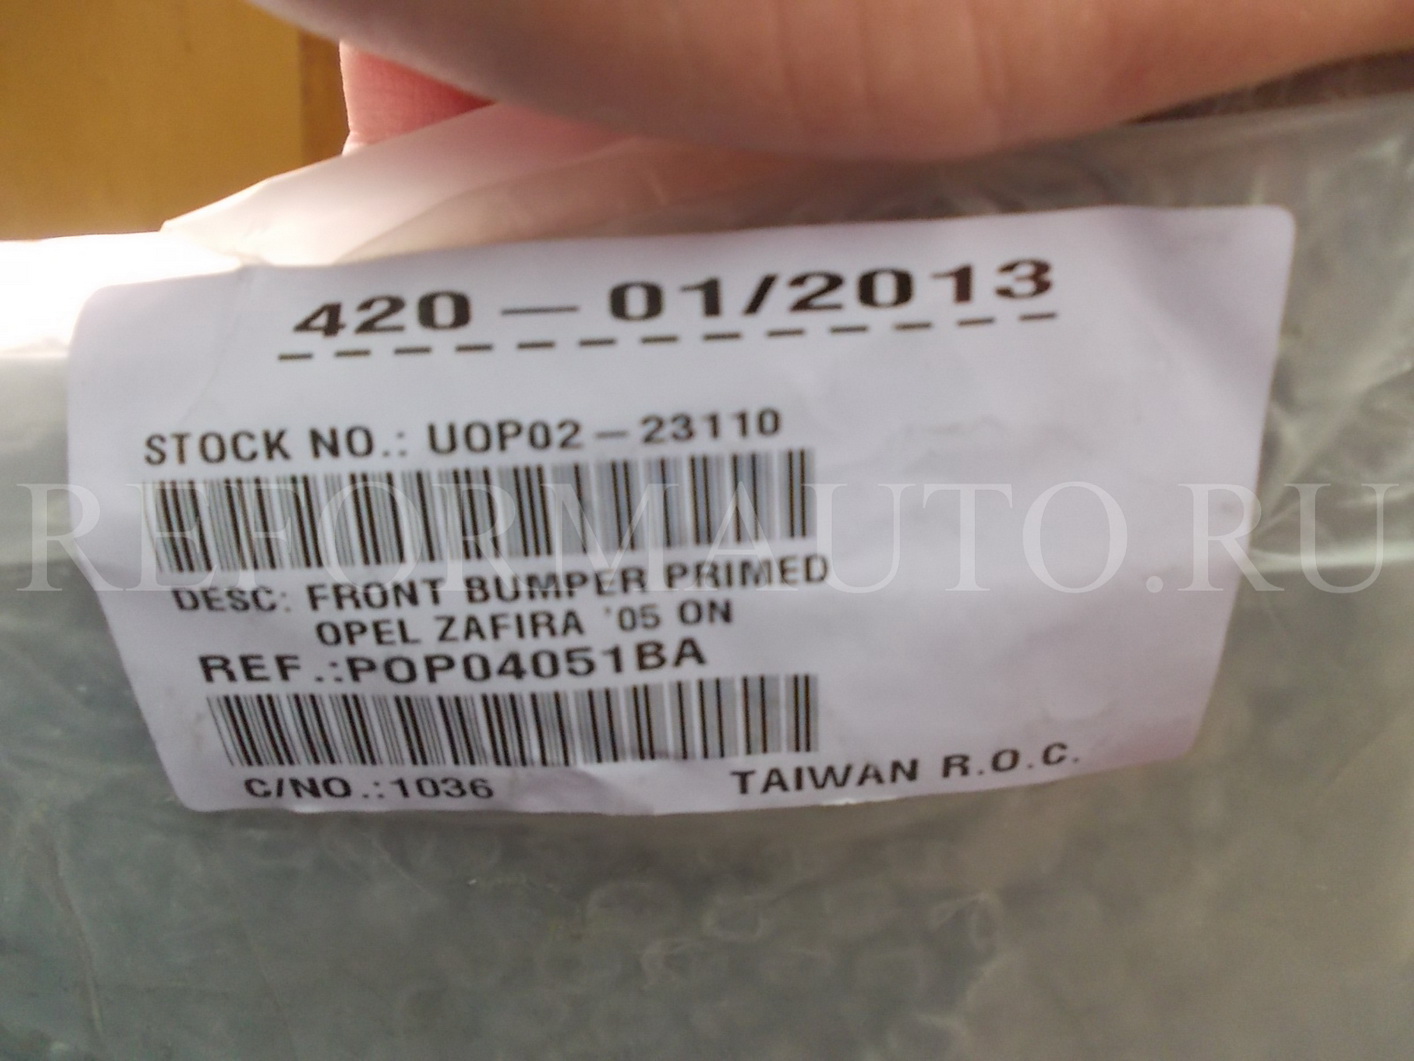 420 — 01/2013
STOCK NO.: UOP02-23110
REFORMAUTO.RU
DESC: FRONT BUMPER PRIMED
OPEL ZAFIRA '05 ON
REF.:POP04051BA
C/NO.:1036
TAIWAN R.O.C.